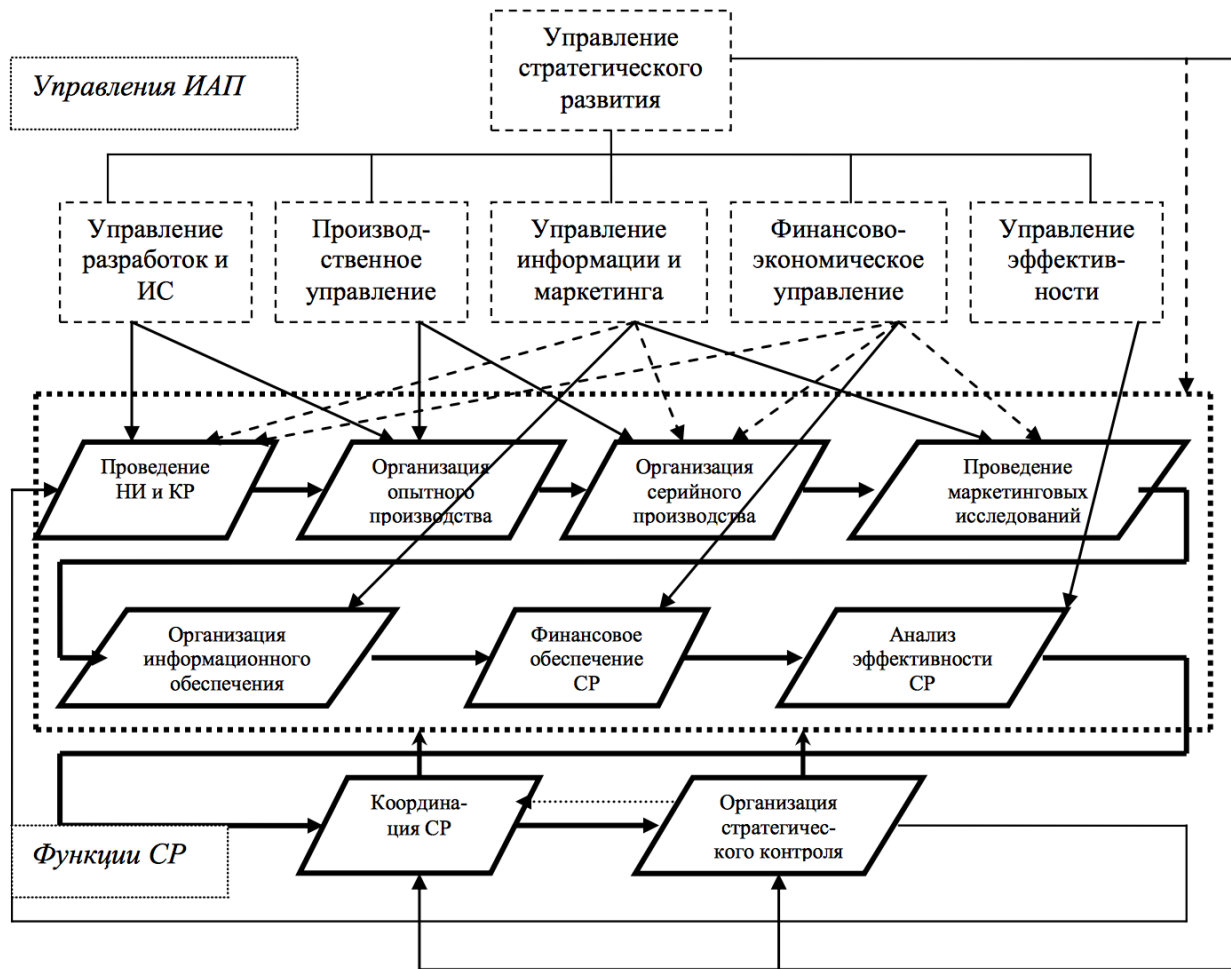 Управление
стратегического
развития
Управления ИАП
Управление
разработок и
ИС
Производ-
ственное
управление
Управление
информации и
маркетинга
Финансово-
экономическое
управление
Управление
эффектив-
ности
Проведение
НИ и КР
Организация
опытного
производства
Организация
серийного
производства
Проведение
маркетинговых
исследований
Организация
информационного
обеспечения
Финансовое
обеспечение
СР
Анализ
эффективности
СР
Координа-
ция СР
Организация
стратегичес-
кого контроля
Функции СР